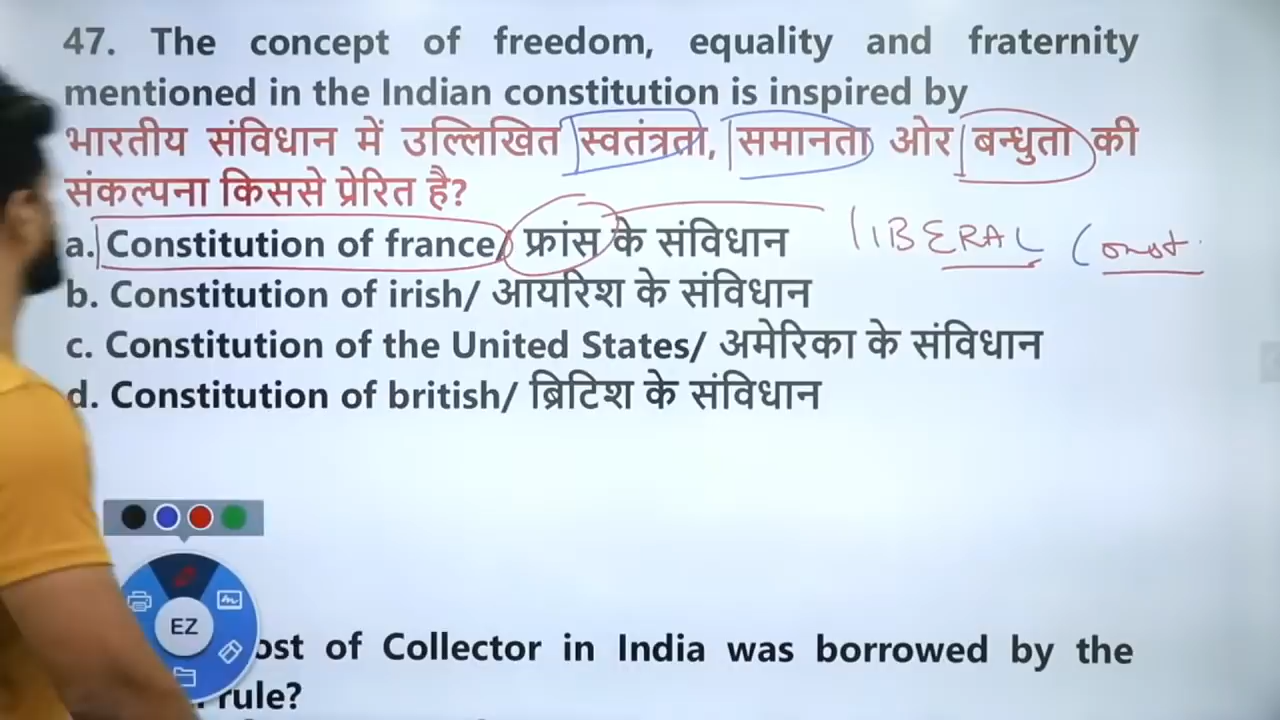 47. The concept of freedom, equality and fraternity
mentioned in the Indian constitution is inspired by
भारतीय संविधान में उल्लिखित स्वतंत्रता, समानता ओर बन्धुता की
संकल्पना किससे प्रेरित है?
a. Constitution of france/ फ्रांस के संविधान LIBERAL Const.
b. Constitution of irish/ आयरिश के संविधान
c. Constitution of the United States/ अमेरिका के संविधान
d. Constitution of british/ ब्रिटिश के संविधान
EZ
ost of Collector in India was borrowed by the
rule?